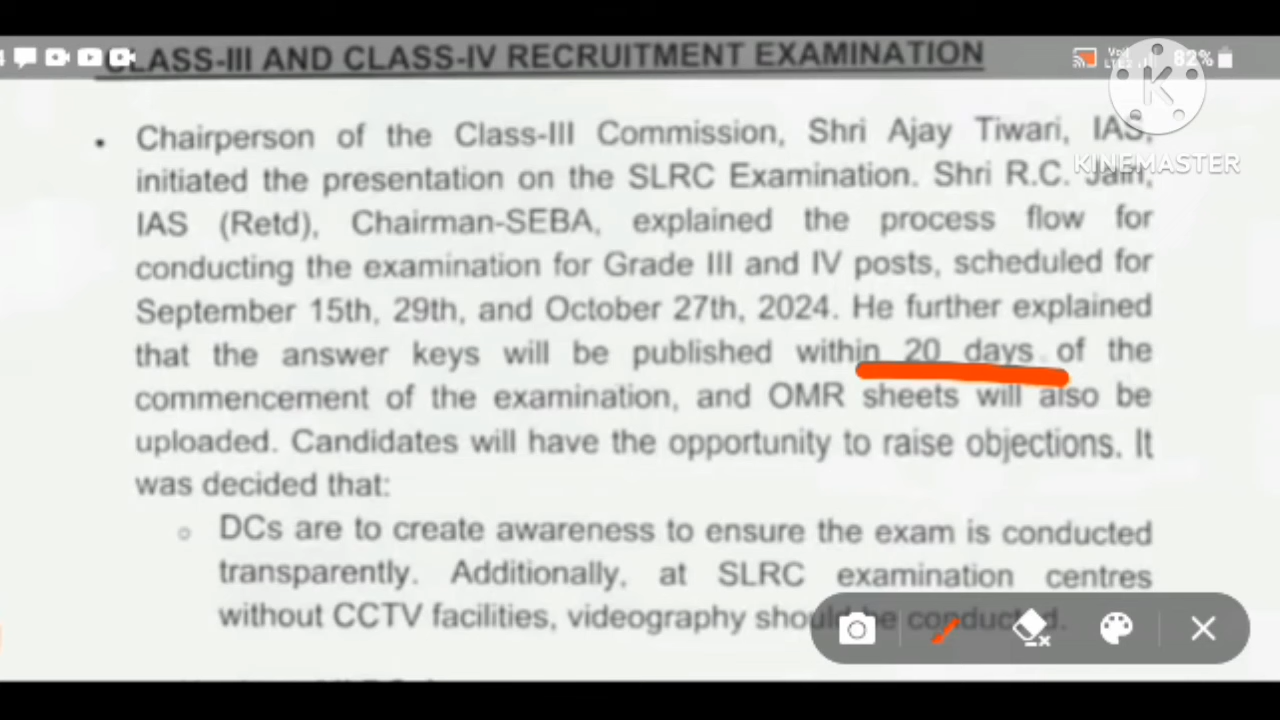 CLASS-III AND CLASS-IV RECRUITMENT EXAMINATION
82%
K
KINEMASTER
• Chairperson of the Class-III Commission, Shri Ajay Tiwari, IAS,
initiated the presentation on the SLRC Examination. Shri R.C. Jain,
IAS (Retd), Chairman-SEBA, explained the process flow for
conducting the examination for Grade III and IV posts, scheduled for
September 15th, 29th, and October 27th, 2024. He further explained
that the answer keys will be published within 20 days of the
commencement of the examination, and OMR sheets will also be
uploaded. Candidates will have the opportunity to raise objections. It
was decided that:
o DCs are to create awareness to ensure the exam is conducted
transparently. Additionally, at SLRC examination centres
without CCTV facilities, videography should be conducted.